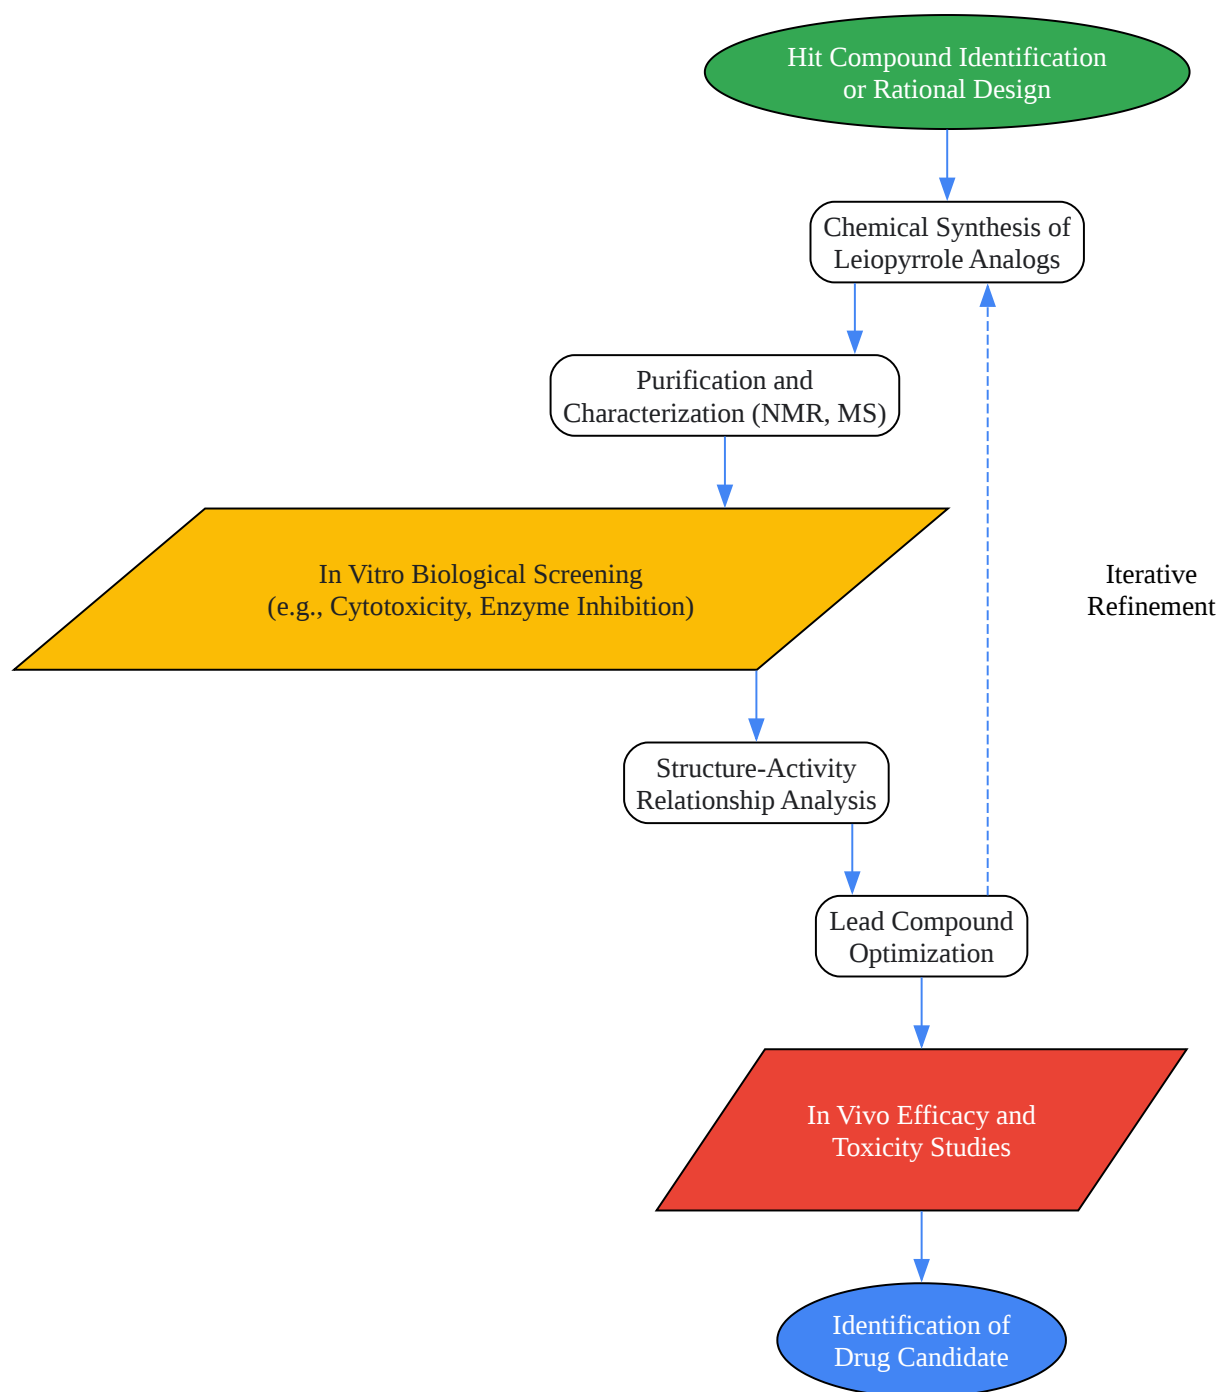 Hit Compound Identification
or Rational Design
Chemical Synthesis of
Leiopyrrole Analogs
Purification and
Characterization (NMR, MS)
In Vitro Biological Screening
(e.g., Cytotoxicity, Enzyme Inhibition)
Iterative
Refinement
Structure-Activity
Relationship Analysis
Lead Compound
Optimization
In Vivo Efficacy and
Toxicity Studies
Identification of
Drug Candidate